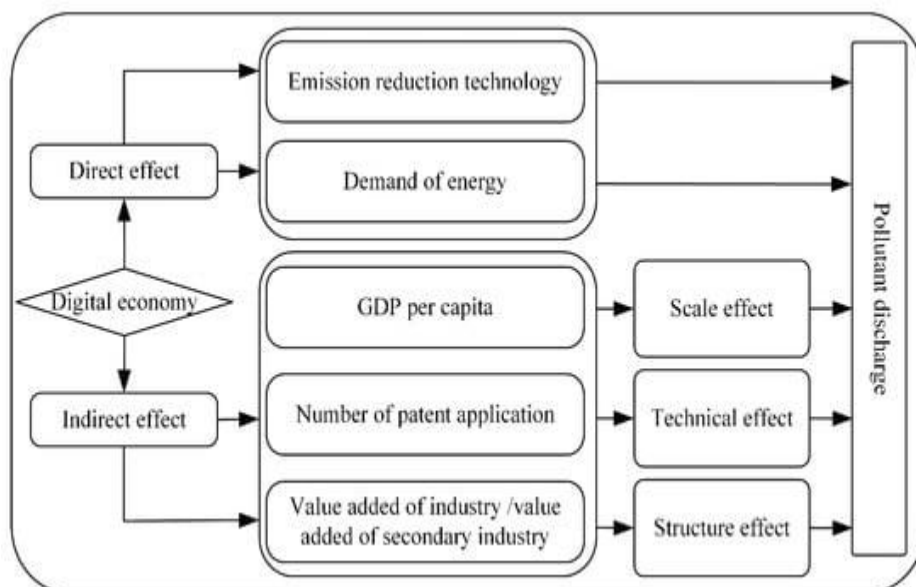 Emission reduction technology
Direct effect
Demand of energy
Digital economy
GDP per capita
Scale effect
Pollutant discharge
Indirect effect
Number of patent application
Technical effect
Value added of industry /value
added of secondary industry
Structure effect